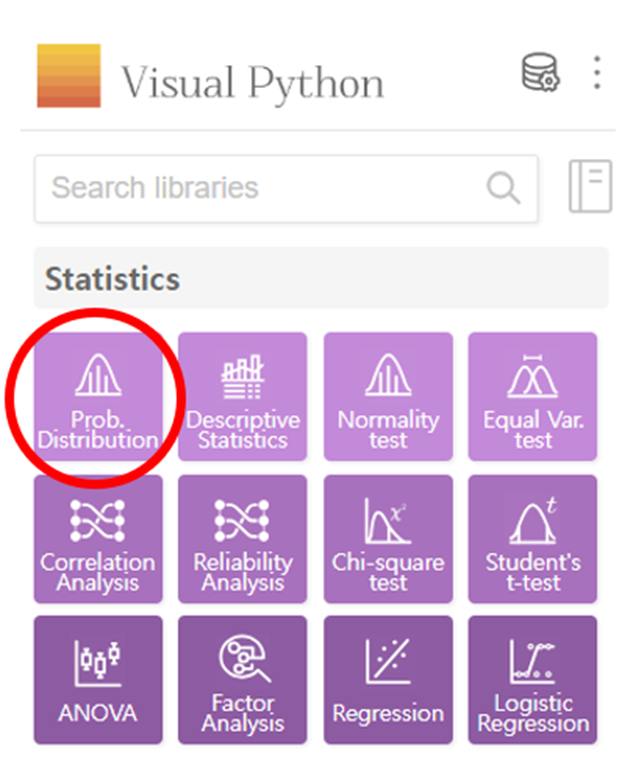 Visual Python
Search libraries
Statistics
Prob.
Distribution
Descriptive
Statistics
Normality
test
Equal Var.
test
Correlation
Analysis
Reliability
Analysis
x²
Chi-square
test
t
Student's
t-test
ANOVA
Factor
Analysis
Regression
Logistic
Regression